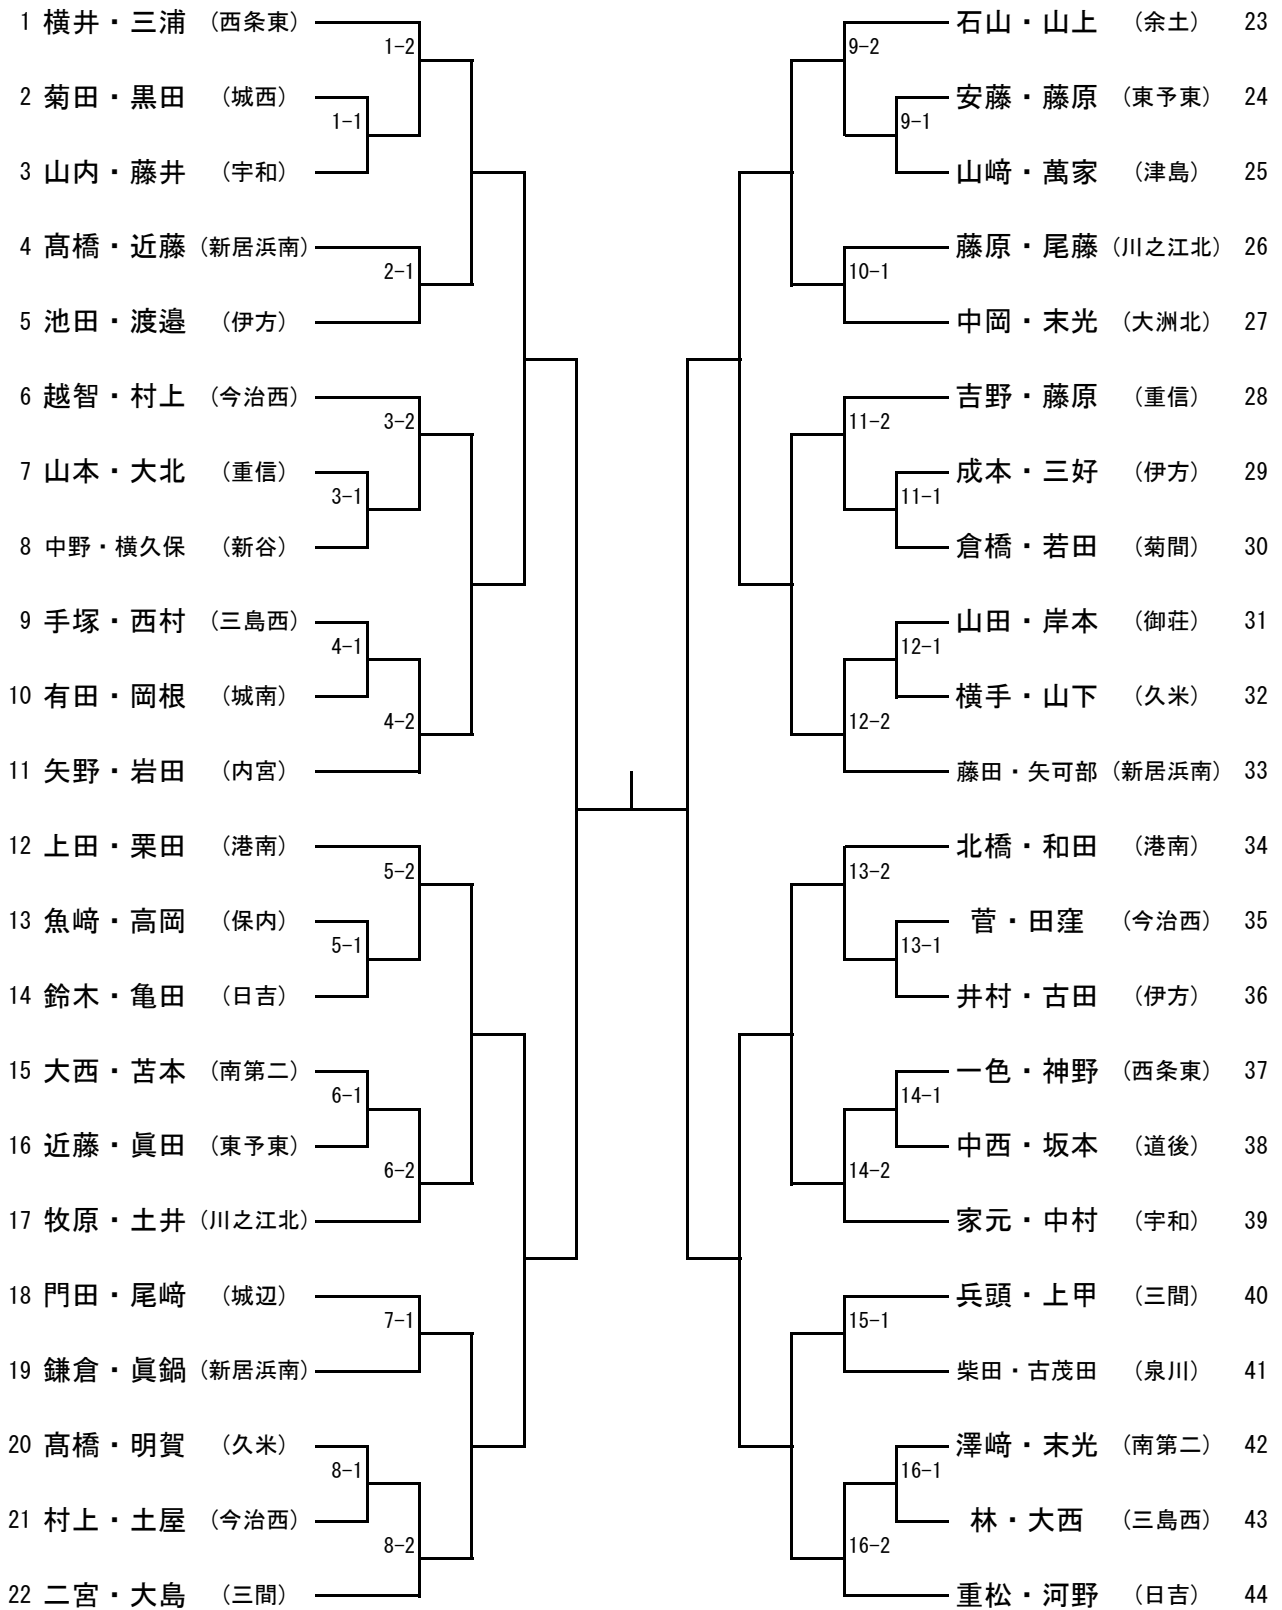 1 横井・三浦 (西条東)
1-2
2 菊田・黒田 (城西)
1-1
3 山内・藤井 (宇和)
4 髙橋・近藤 (新居浜南)
2-1
5 池田・渡邉 (伊方)
6 越智・村上 (今治西)
3-2
7 山本・大北 (重信)
3-1
8 中野・横久保 (新谷)
9 手塚・西村 (三島西)
4-1
10 有田・岡根 (城南)
4-2
11 矢野・岩田 (内宮)
12 上田・栗田 (港南)
5-2
13 魚﨑・高岡 (保内)
5-1
14 鈴木・亀田 (日吉)
15 大西・苫本 (南第二)
6-1
16 近藤・眞田 (東予東)
6-2
17 牧原・土井 (川之江北)
18 門田・尾﨑 (城辺)
7-1
19 鎌倉・眞鍋 (新居浜南)
20 髙橋・明賀 (久米)
8-1
21 村上・土屋 (今治西)
8-2
22 二宮・大島 (三間)
石山・山上 (余土) 23
9-2
安藤・藤原 (東予東) 24
9-1
山﨑・萬家 (津島) 25
藤原・尾藤 (川之江北) 26
10-1
中岡・末光 (大洲北) 27
吉野・藤原 (重信) 28
11-2
成本・三好 (伊方) 29
11-1
倉橋・若田 (菊間) 30
山田・岸本 (御荘) 31
12-1
横手・山下 (久米) 32
12-2
藤田・矢可部 (新居浜南) 33
北橋・和田 (港南) 34
13-2
菅・田窪 (今治西) 35
13-1
井村・古田 (伊方) 36
一色・神野 (西条東) 37
14-1
中西・坂本 (道後) 38
14-2
家元・中村 (宇和) 39
兵頭・上甲 (三間) 40
15-1
柴田・古茂田 (泉川) 41
澤﨑・末光 (南第二) 42
16-1
林・大西 (三島西) 43
16-2
重松・河野 (日吉) 44